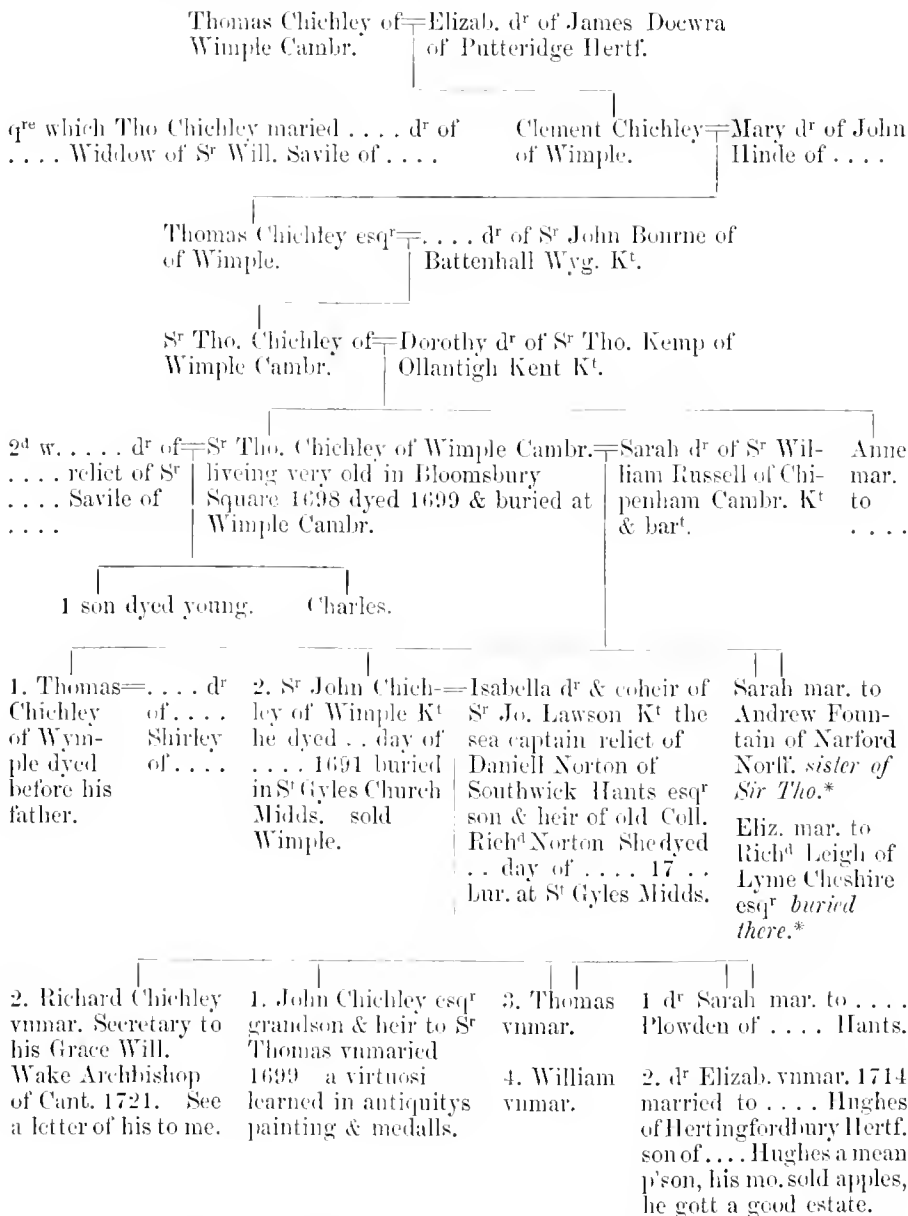 Thomas Chichley of=Elizab. dʳ of James Docwra
Wimple Cambr. of Putteridge Hertf.
qʳᵉ which Tho Chichley maried .... dʳ of
.... Widdow of Sʳ Will. Savile of ....
Clement Chichley=Mary dʳ of John
of Wimple. Hinde of ....
Thomas Chichley esqʳ=.... dʳ of Sʳ John Bourne of
of Wimple. Battenhall Wyg. Kᵗ.
Sʳ Tho. Chichley of=Dorothy dʳ of Sʳ Tho. Kemp of
Wimple Cambr. Ollantigh Kent Kᵗ.
2ᵈ w. .... dʳ of=
.... relict of Sʳ
.... Savile of
....
Sʳ Tho. Chichley of Wimple Cambr.=
liveing very old in Bloomsbury
Square 1698 dyed 1699 & buried at
Wimple Cambr.
Sarah dʳ of Sʳ Wil-
liam Russell of Chi-
penham Cambr. Kᵗ
& barᵗ.
Anne
mar.
to
....
1 son dyed young. Charles.
1. Thomas=
Chichley
of Wym-
ple dyed
before his
father.
.... dʳ
of ....
Shirley
of ....
2. Sʳ John Chich-=
ley of Wimple Kᵗ
he dyed .. day of
.... 1691 buried
in Sᵗ Gyles Church
Midds. sold
Wimple.
Isabella dʳ & coheir of
Sʳ Jo. Lawson Kᵗ the
sea captain relict of
Daniell Norton of
Southwick Hants esqʳ
son & heir of old Coll.
Richᵈ Norton She dyed
.. day of .... 17 ..
bur. at Sᵗ Gyles Midds.
Sarah mar. to
Andrew Foun-
tain of Narford
Norff. sister of
Sir Tho.*
Eliz. mar. to
Richᵈ Leigh of
Lyme Cheshire
esqʳ buried
there.*
2. Richard Chichley
vnmar. Secretary to
his Grace Will.
Wake Archbishop
of Cant. 1721. See
a letter of his to me.
1. John Chichley esqʳ
grandson & heir to Sʳ
Thomas vnmaried
1699 a virtuosi
learned in antiquitys
painting & medalls.
3. Thomas
vnmar.
4. William
vnmar.
1 dʳ Sarah mar. to ....
Plowden of .... Hants.
2. dʳ Elizab. vnmar. 1714
married to .... Hughes
of Hertingfordbury Hertf.
son of .... Hughes a mean
p'son, his mo. sold apples,
he gott a good estate.